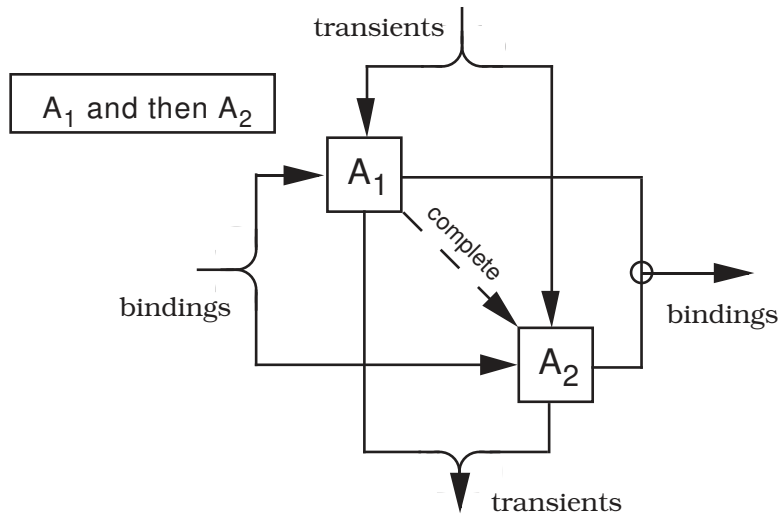 transients
A₁ and then A₂
A₁
complete
bindings
bindings
A₂
transients